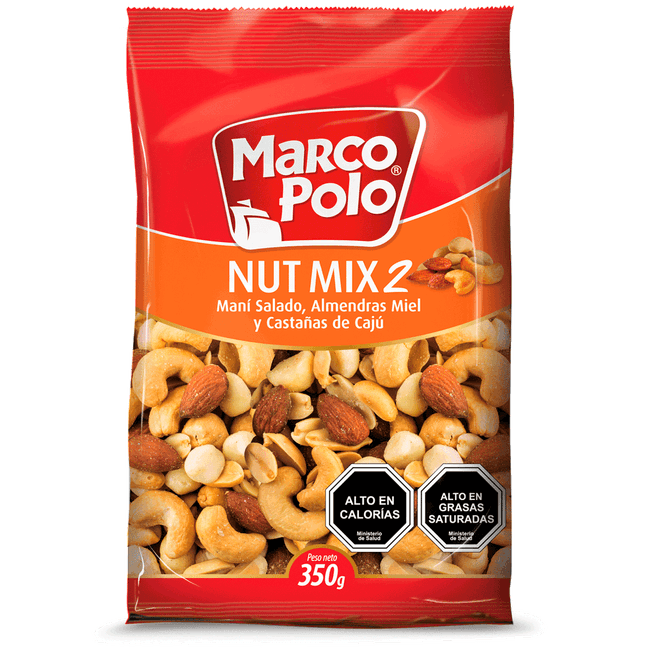 MARCO
POLO®
NUT MIX 2
Maní Salado, Almendras Miel
y Castañas de Cajú
ALTO EN
CALORÍAS
Ministerio
de Salud
ALTO EN
GRASAS
SATURADAS
Ministerio
de Salud
Peso neto
350g